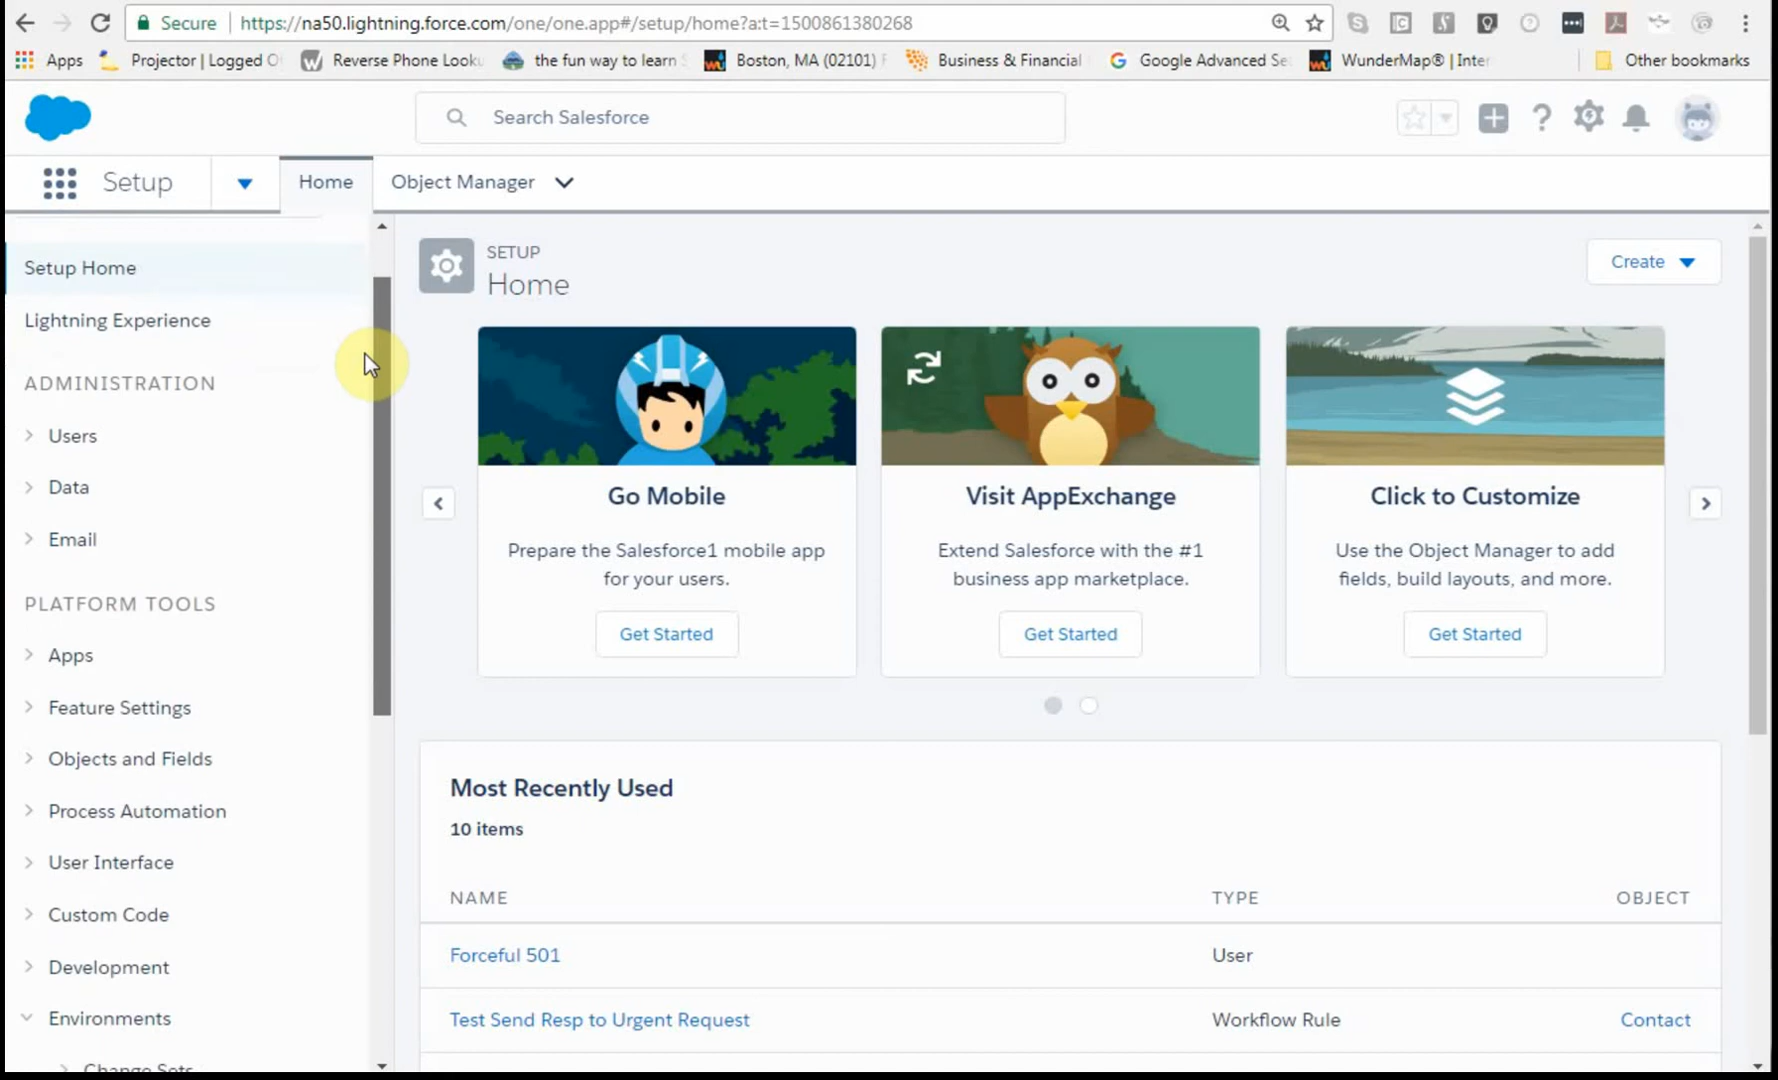 Secure https://na50.lightning.force.com/one/one.app#/setup/home?a:t=1500861380268
Apps Projector | Logged O Reverse Phone Looku the fun way to learn Boston, MA (02101) F Business & Financial Google Advanced Se WunderMap® | Inter Other bookmarks
Search Salesforce
Setup Home Object Manager
Setup Home
Lightning Experience
ADMINISTRATION
Users
Data
Email
PLATFORM TOOLS
Apps
Feature Settings
Objects and Fields
Process Automation
User Interface
Custom Code
Development
Environments
Change Sets
SETUP
Home
Create
Go Mobile
Prepare the Salesforce1 mobile app
for your users.
Get Started
Visit AppExchange
Extend Salesforce with the #1
business app marketplace.
Get Started
Click to Customize
Use the Object Manager to add
fields, build layouts, and more.
Get Started
Most Recently Used
10 items
NAME TYPE OBJECT
Forceful 501 User
Test Send Resp to Urgent Request Workflow Rule Contact